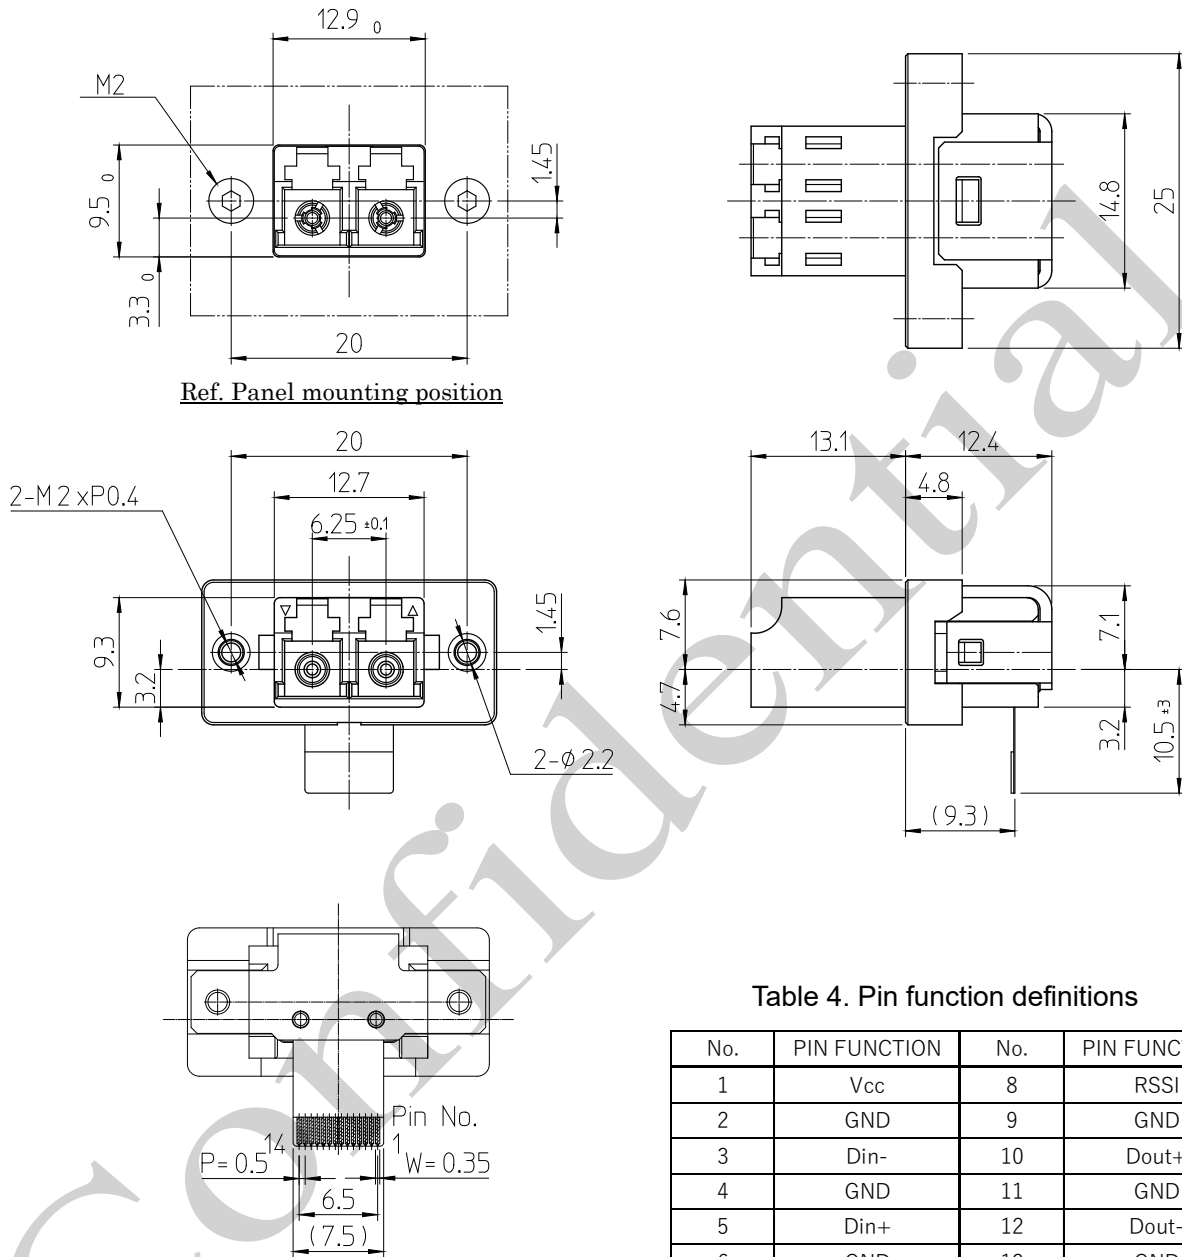 12.9 0
M2
9.5 0
3.3 0
1.45
20
Ref. Panel mounting position
14.8
25
20
2-M2 xP0.4
12.7
6.25 ±0.1
9.3
3.2
1.45
2-ϕ 2.2
13.1
12.4
4.8
7.6
4.7
7.1
3.2
10.5 ±3
(9.3)
Pin No.
14
1
P=0.5
W=0.35
6.5
(7.5)
Table 4. Pin function definitions
No. PIN FUNCTION No. PIN FUNC
1 Vcc 8 RSSI
2 GND 9 GND
3 Din- 10 Dout+
4 GND 11 GND
5 Din+ 12 Dout-
Confidential